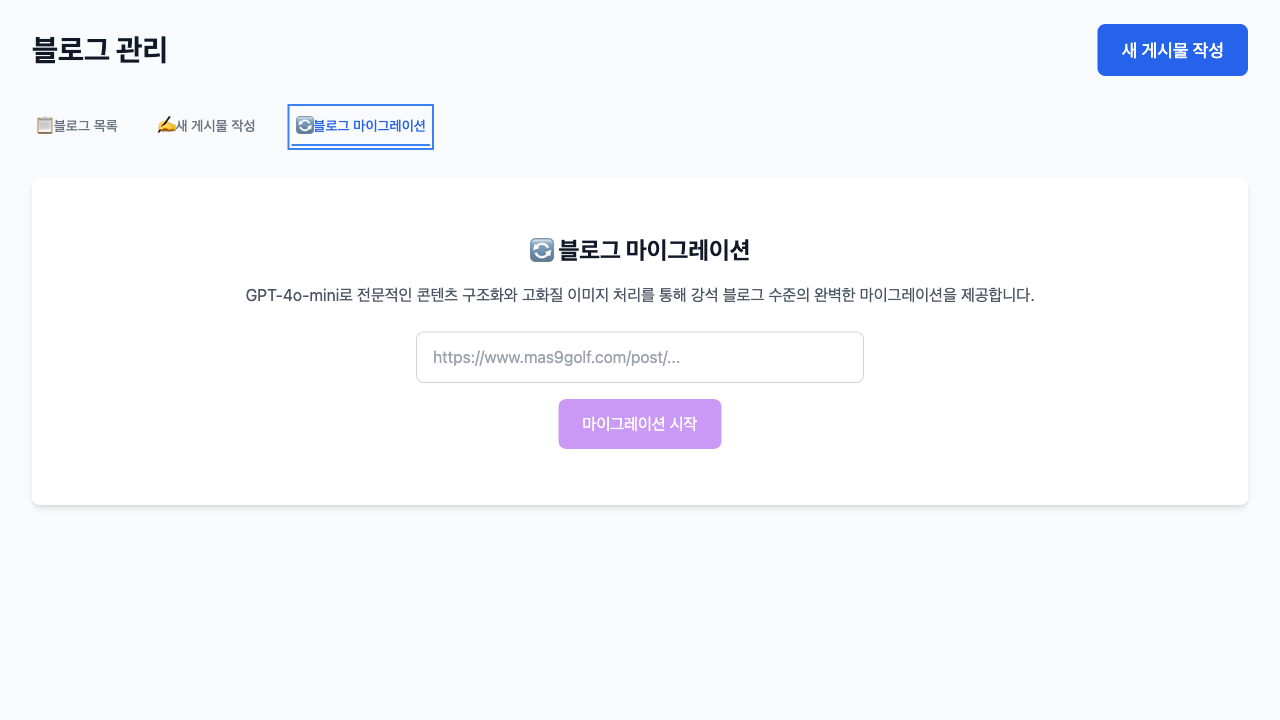 블로그 관리
새 게시물 작성
📋블로그 목록
✍️새 게시물 작성
🔄블로그 마이그레이션
🔄 블로그 마이그레이션
GPT-4o-mini로 전문적인 콘텐츠 구조화와 고화질 이미지 처리를 통해 강석 블로그 수준의 완벽한 마이그레이션을 제공합니다.
https://www.mas9golf.com/post/...
마이그레이션 시작